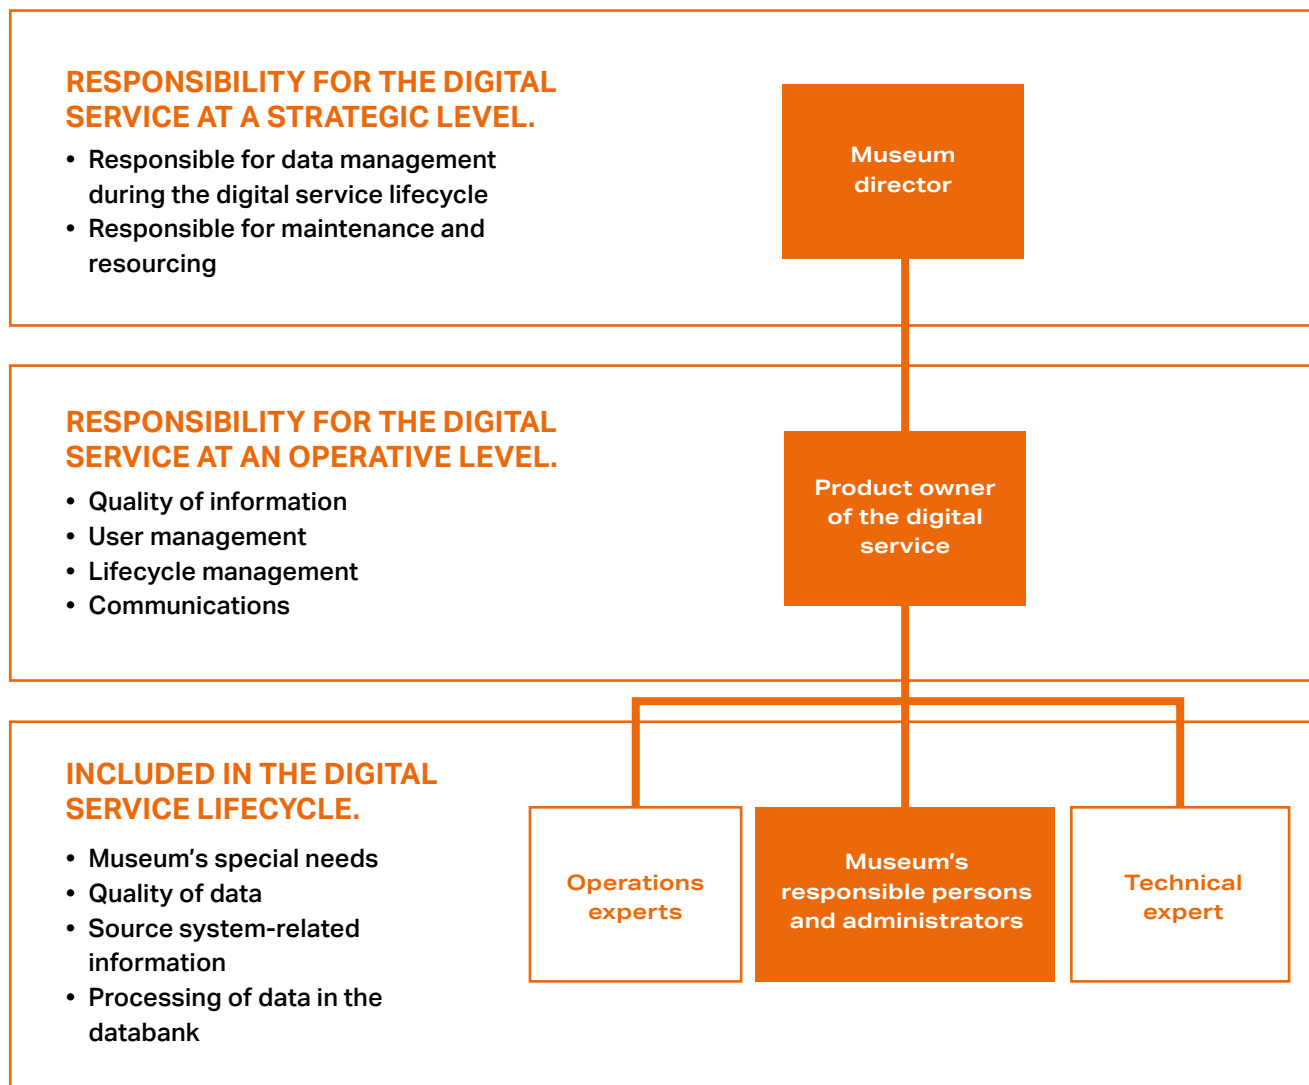 RESPONSIBILITY FOR THE DIGITAL
SERVICE AT A STRATEGIC LEVEL.
• Responsible for data management
during the digital service lifecycle
• Responsible for maintenance and
resourcing
Museum
director
RESPONSIBILITY FOR THE DIGITAL
SERVICE AT AN OPERATIVE LEVEL.
• Quality of information
• User management
• Lifecycle management
• Communications
Product owner
of the digital
service
INCLUDED IN THE DIGITAL
SERVICE LIFECYCLE.
• Museum's special needs
• Quality of data
• Source system-related
information
• Processing of data in the
databank
Operations
experts
Museum's
responsible persons
and administrators
Technical
expert